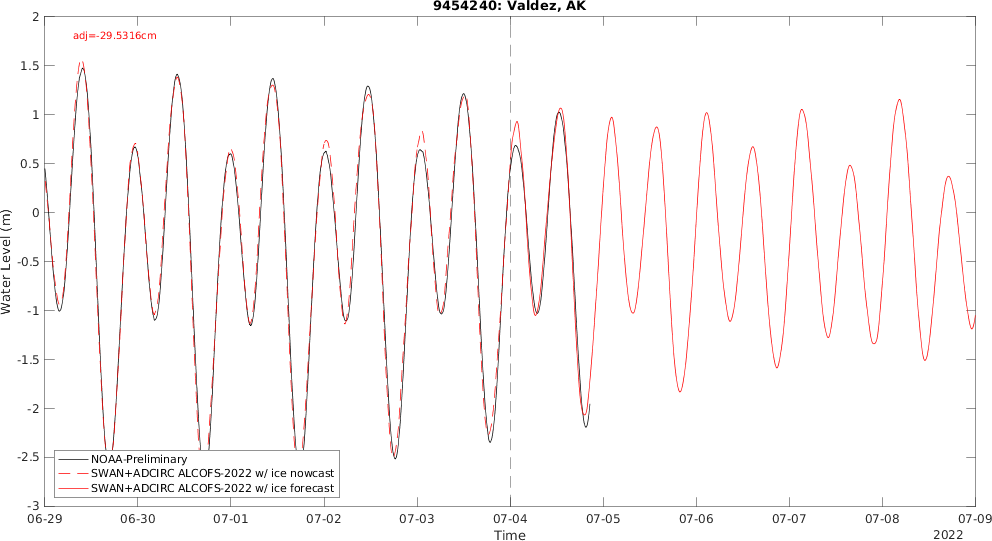 9454240: Valdez, AK
adj=-29.5316cm
Water Level (m)
2
1.5
1
0.5
0
-0.5
-1
-1.5
-2
-2.5
-3
NOAA-Preliminary
SWAN+ADCIRC ALCOFS-2022 w/ ice nowcast
SWAN+ADCIRC ALCOFS-2022 w/ ice forecast
06-29 06-30 07-01 07-02 07-03 07-04 07-05 07-06 07-07 07-08 07-09
Time
2022